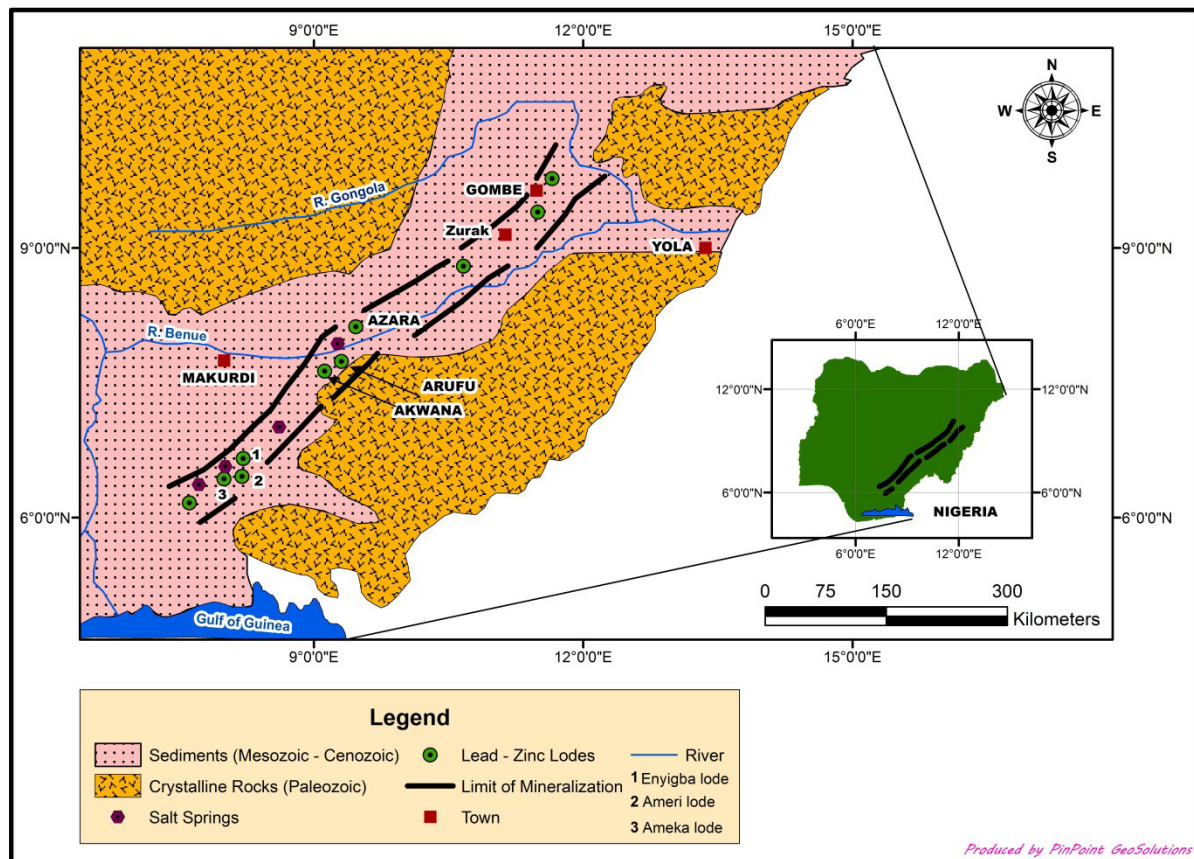 9°0'0"E 12°0'0"E 15°0'0"E
N
W E
S
GOMBE
R. Gongola
Zurak
9°0'0"N YOLA 9°0'0"N
AZARA
R. Benue
6°0'0"E 12°0'0"E
MAKURDI
ARUFU
12°0'0"N 12°0'0"N
AKWANA
1
2
3
6°0'0"N 6°0'0"N
NIGERIA
6°0'0"N 6°0'0"N
6°0'0"E 12°0'0"E
0 75 150 300
Kilometers
Gulf of Guinea
9°0'0"E 12°0'0"E 15°0'0"E
Legend
Sediments (Mesozoic - Cenozoic)
Crystalline Rocks (Paleozoic)
Salt Springs
Lead - Zinc Lodes
Limit of Mineralization
Town
River
1 Enyigba lode
2 Ameri lode
3 Ameka lode
Produced by PinPoint GeoSolutions